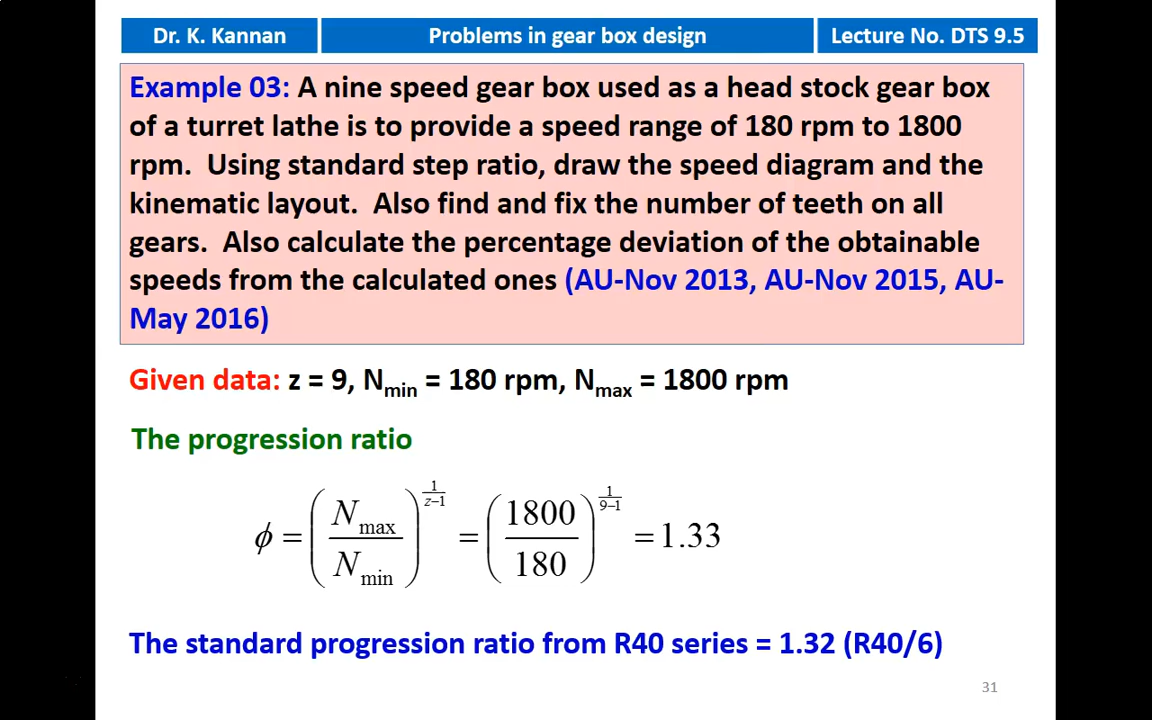 Dr. K. Kannan
Problems in gear box design
Lecture No. DTS 9.5
Example 03: A nine speed gear box used as a head stock gear box
of a turret lathe is to provide a speed range of 180 rpm to 1800
rpm. Using standard step ratio, draw the speed diagram and the
kinematic layout. Also find and fix the number of teeth on all
gears. Also calculate the percentage deviation of the obtainable
speeds from the calculated ones (AU-Nov 2013, AU-Nov 2015, AU-
May 2016)
Given data: z = 9, Nmin = 180 rpm, Nmax = 1800 rpm
The progression ratio
ϕ = (Nmax/Nmin)^(1/(z−1)) = (1800/180)^(1/(9−1)) = 1.33
The standard progression ratio from R40 series = 1.32 (R40/6)
31